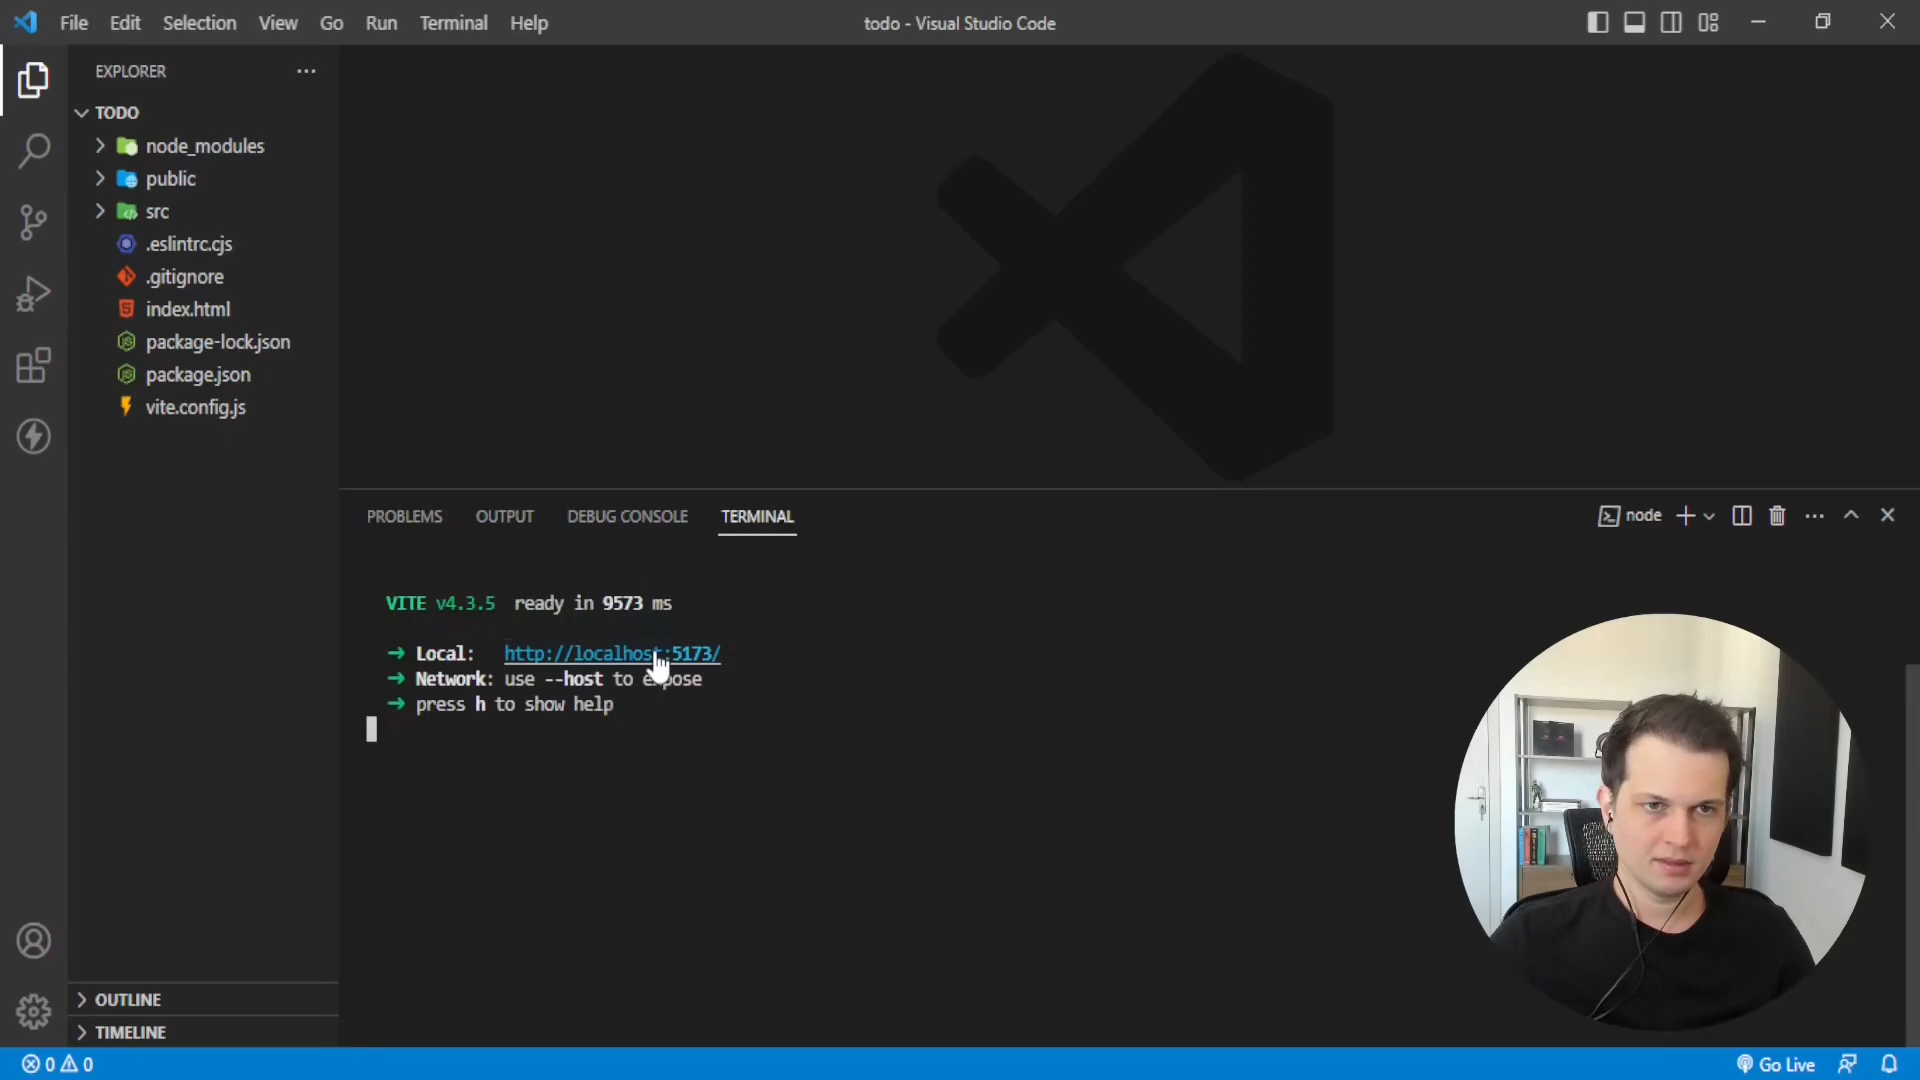 File Edit Selection View Go Run Terminal Help todo - Visual Studio Code
EXPLORER
TODO
node_modules
public
src
.eslintrc.cjs
.gitignore
index.html
package-lock.json
package.json
vite.config.js
OUTLINE
TIMELINE
PROBLEMS OUTPUT DEBUG CONSOLE TERMINAL node
VITE v4.3.5 ready in 9573 ms
➜ Local: http://localhost:5173/
➜ Network: use --host to expose
➜ press h to show help
0 0 Go Live